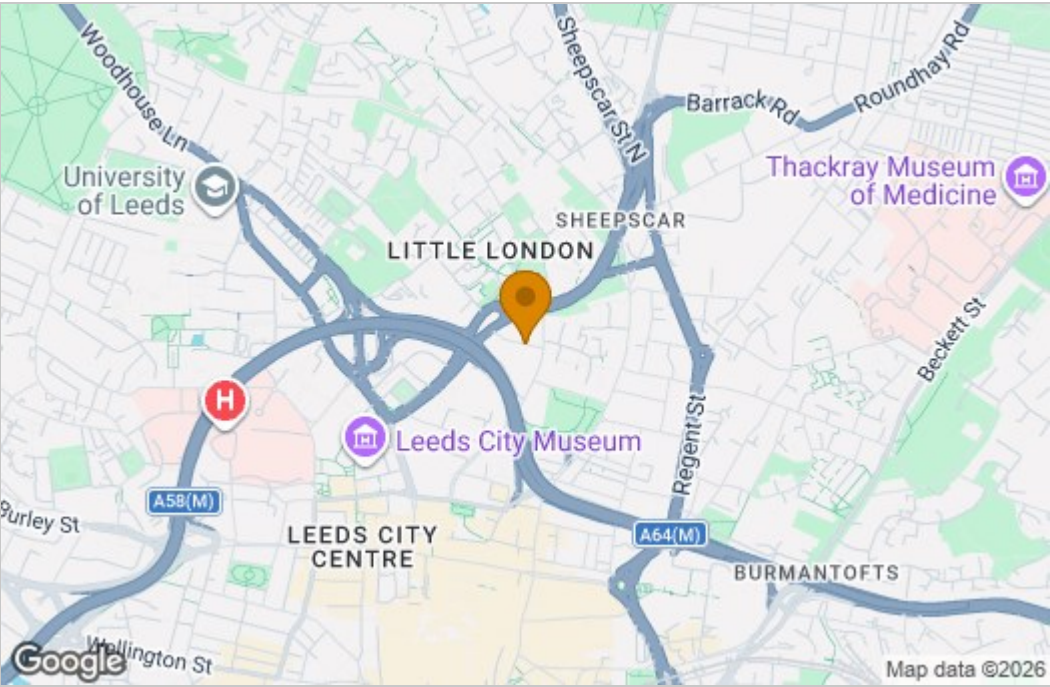 Woodhouse Ln
Sheepscar St N
Barrack Rd
Roundhay Rd
University
of Leeds
Thackray Museum
of Medicine
SHEEPSCAR
LITTLE LONDON
Beckett St
H
Leeds City Museum
Regent St
A58(M)
Burley St
LEEDS CITY
CENTRE
A64(M)
BURMANTOFTS
Wellington St
Google
Map data ©2026